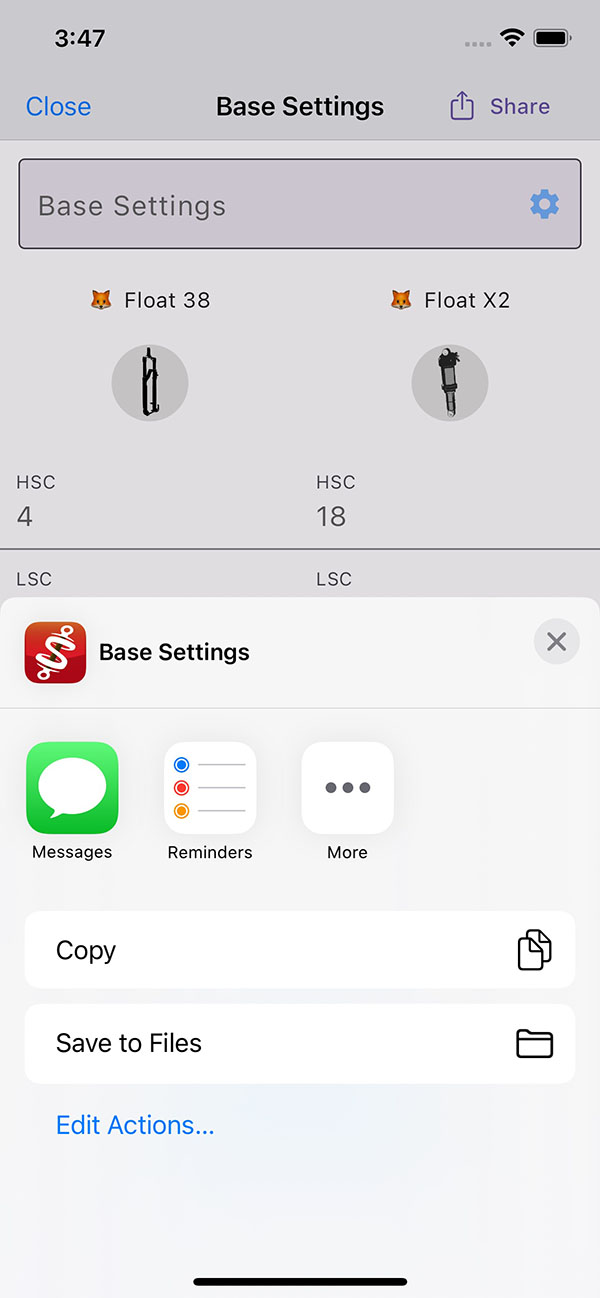 3:47
Close Base Settings Share
Base Settings
Float 38 Float X2
HSC HSC
4 18
LSC LSC
Base Settings
Messages Reminders More
Copy
Save to Files
Edit Actions...